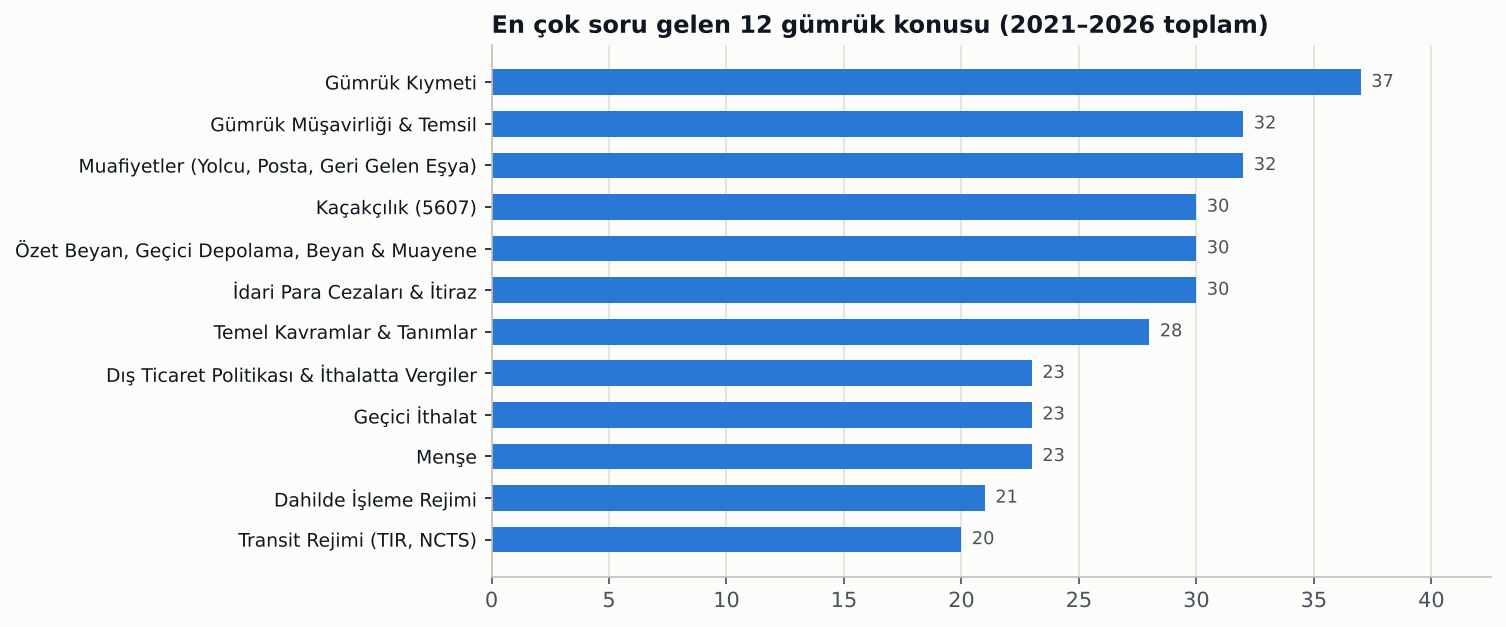 En çok soru gelen 12 gümrük konusu (2021–2026 toplam)
Gümrük Kıymeti 37
Gümrük Müşavirliği & Temsil 32
Muafiyetler (Yolcu, Posta, Geri Gelen Eşya) 32
Kaçakçılık (5607) 30
Özet Beyan, Geçici Depolama, Beyan & Muayene 30
İdari Para Cezaları & İtiraz 30
Temel Kavramlar & Tanımlar 28
Dış Ticaret Politikası & İthalatta Vergiler 23
Geçici İthalat 23
Menşe 23
Dahilde İşleme Rejimi 21
Transit Rejimi (TIR, NCTS) 20
0 5 10 15 20 25 30 35 40